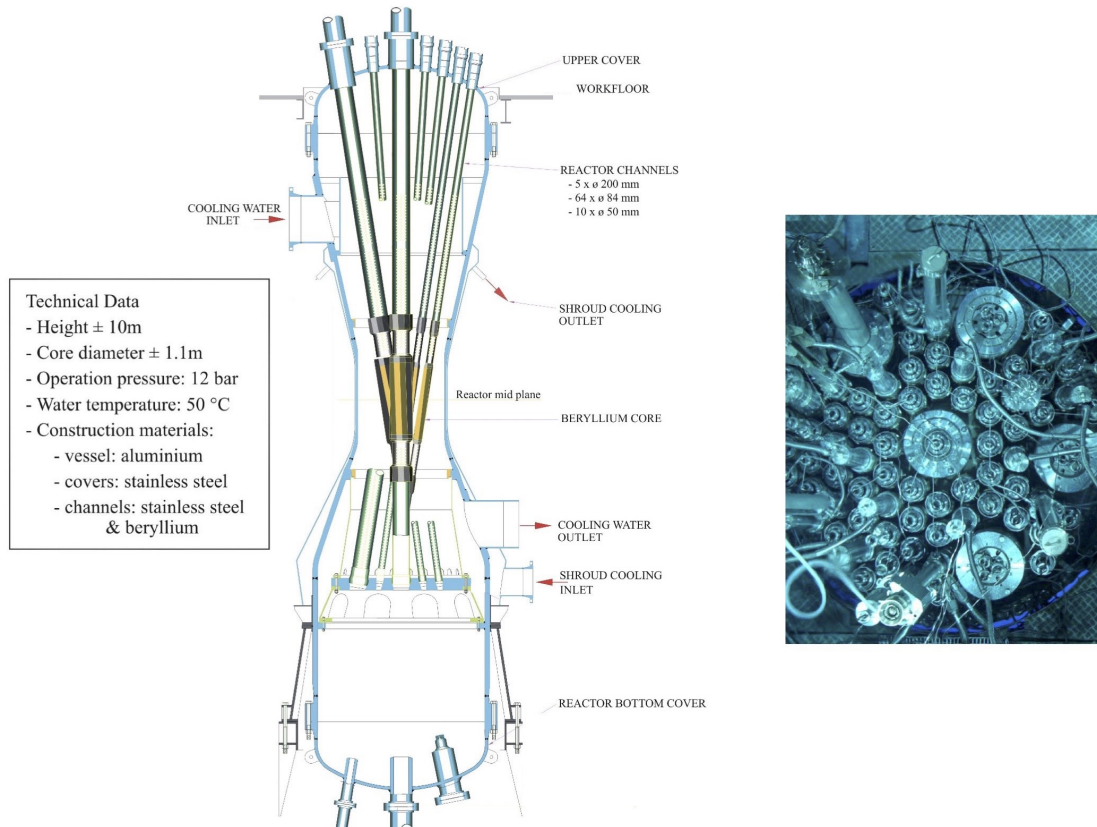 UPPER COVER
WORKFLOOR
REACTOR CHANNELS
- 5 x ø 200 mm
- 64 x ø 84 mm
- 10 x ø 50 mm
COOLING WATER
INLET
SHROUD COOLING
OUTLET
Technical Data
- Height ± 10m
- Core diameter ± 1.1m
- Operation pressure: 12 bar
- Water temperature: 50 °C
- Construction materials:
- vessel: aluminium
- covers: stainless steel
- channels: stainless steel
& beryllium
Reactor mid plane
BERYLLIUM CORE
COOLING WATER
OUTLET
SHROUD COOLING
INLET
REACTOR BOTTOM COVER